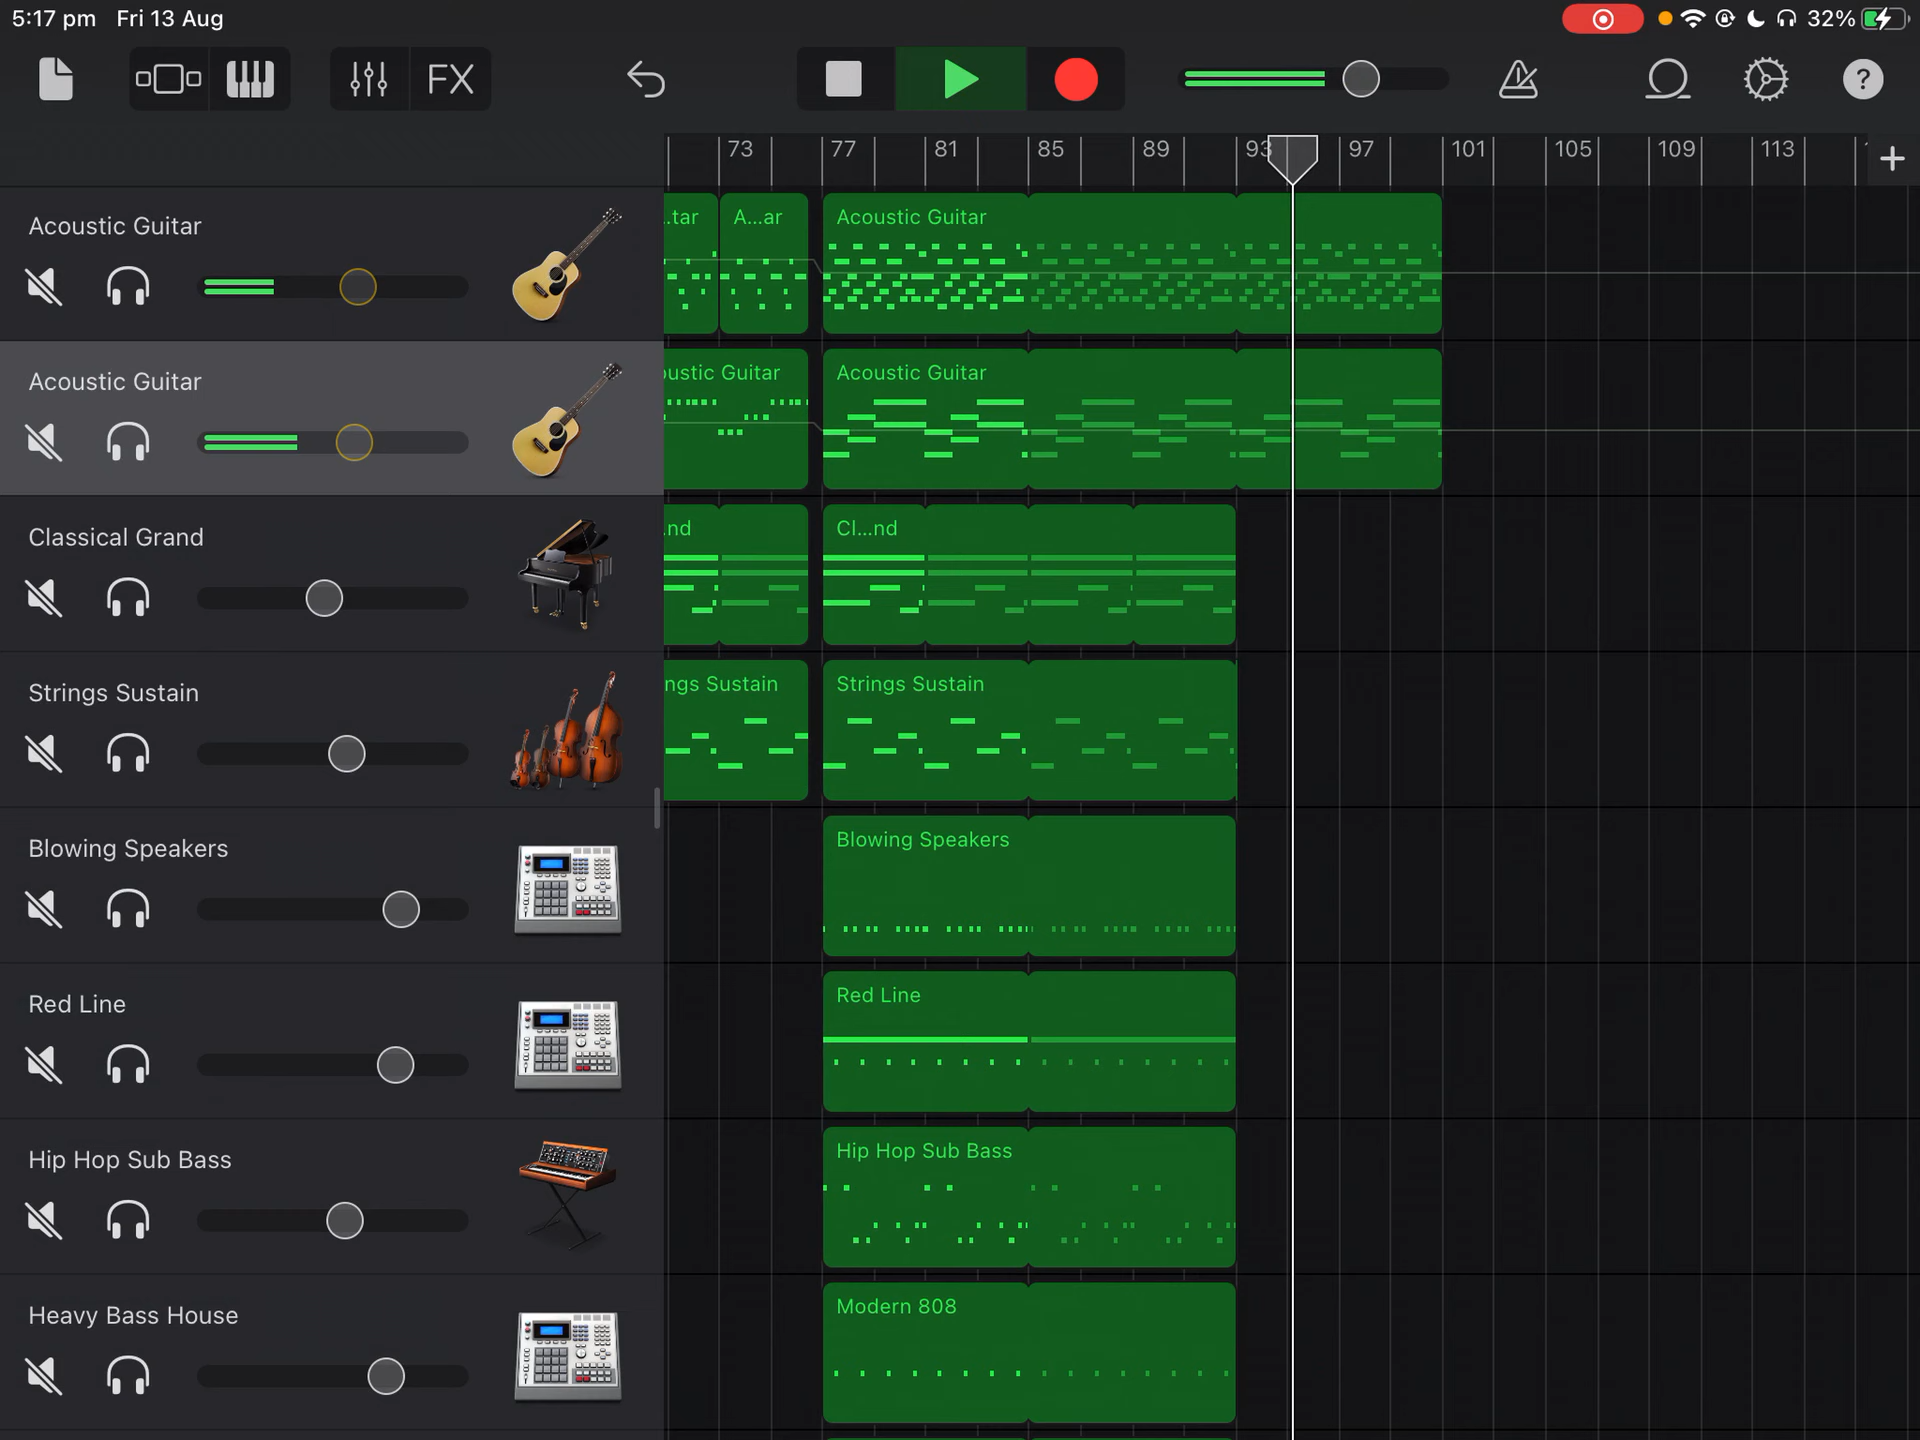 5:17 pm Fri 13 Aug 32%
FX ?
73 77 81 85 89 93 97 101 105 109 113
Acoustic Guitar
...tar A...ar Acoustic Guitar
Acoustic Guitar
ustic Guitar Acoustic Guitar
Classical Grand
...nd Cl...nd
Strings Sustain
ngs Sustain Strings Sustain
Blowing Speakers
Blowing Speakers
Red Line
Red Line
Hip Hop Sub Bass
Hip Hop Sub Bass
Heavy Bass House
Modern 808